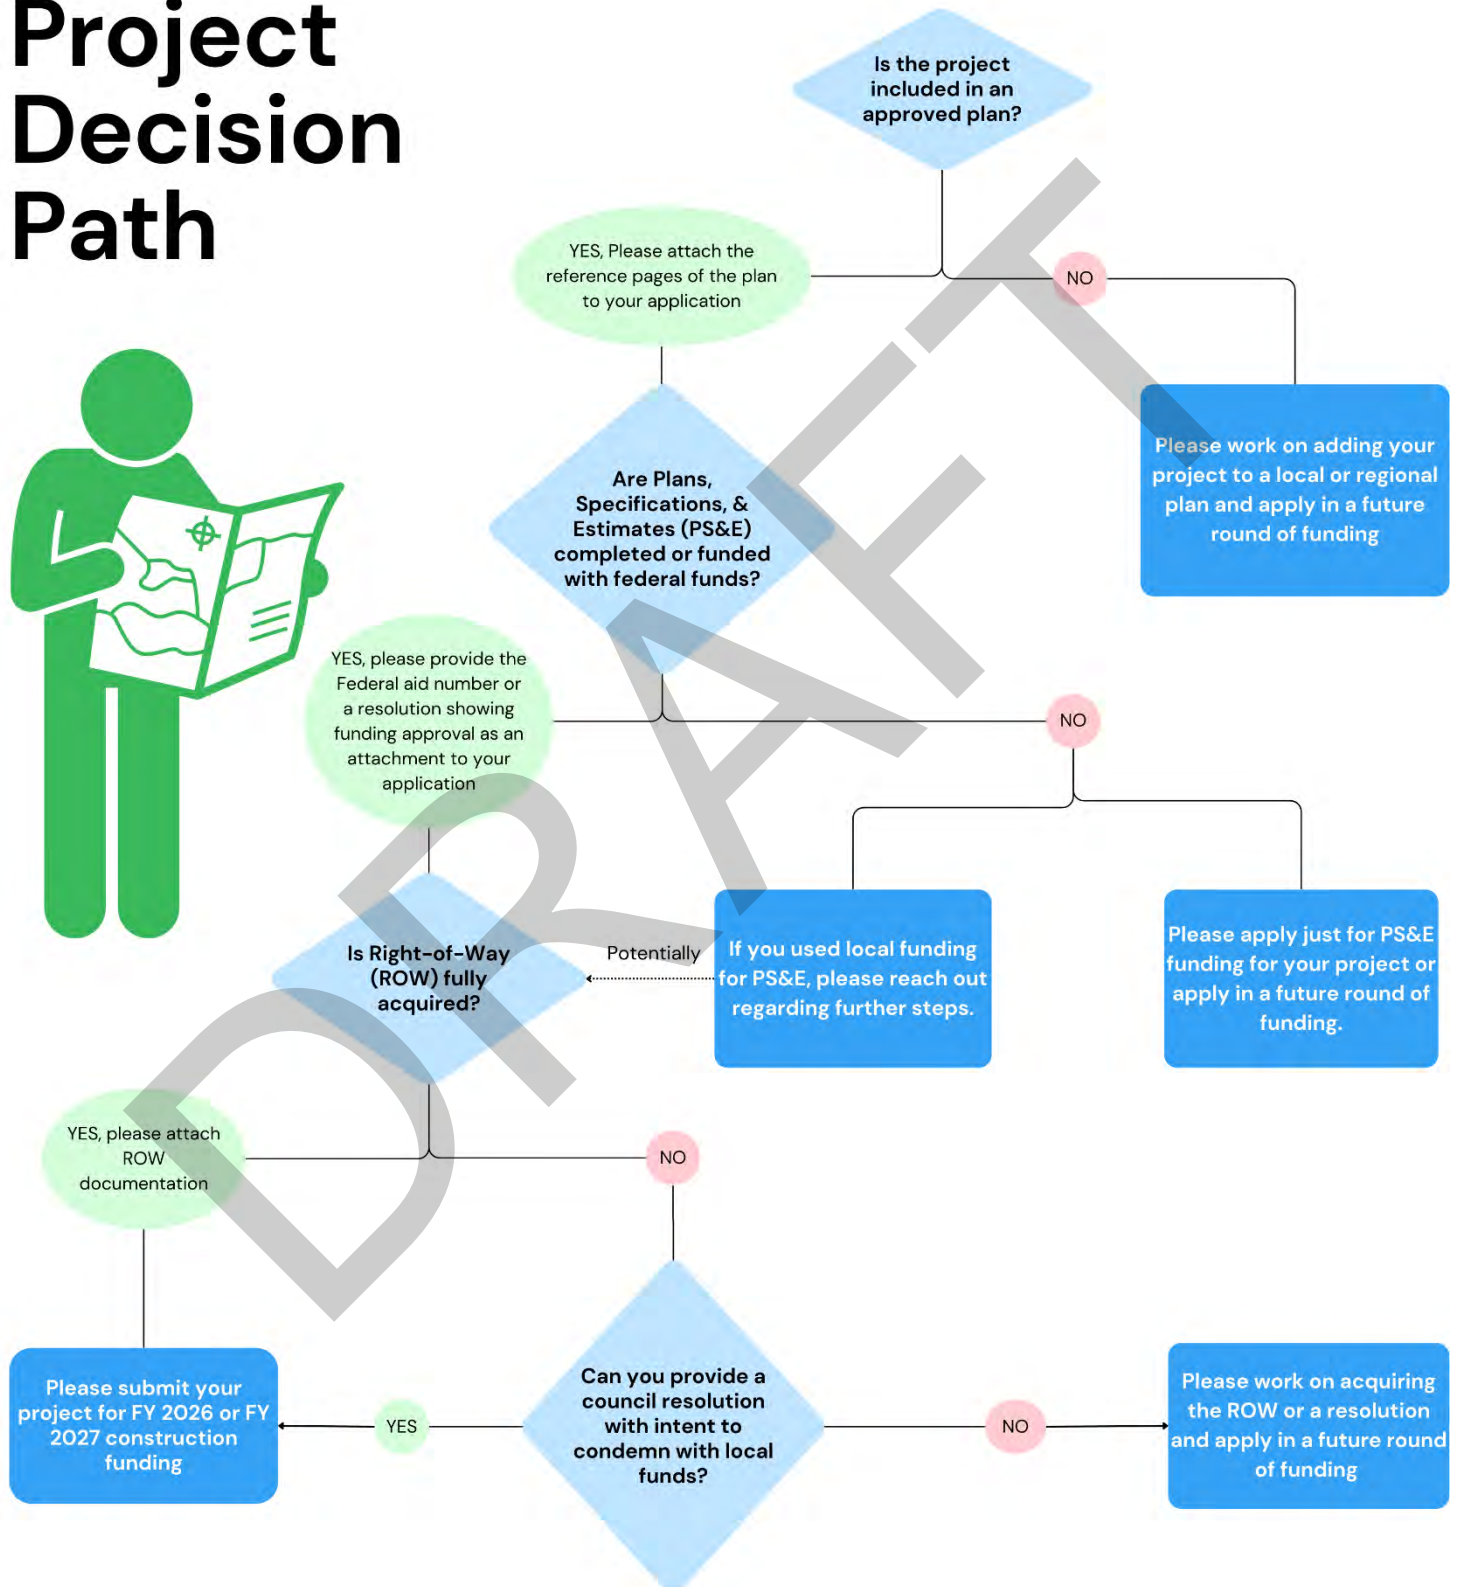 Project
Decision
Path
Is the project
included in an
approved plan?
YES, Please attach the
reference pages of the plan
to your application
NO
Please work on adding your
project to a local or regional
plan and apply in a future
round of funding
Are Plans,
Specifications, &
Estimates (PS&E)
completed or funded
with federal funds?
YES, please provide the
Federal aid number or
a resolution showing
funding approval as an
attachment to your
application
NO
Is Right-of-Way
(ROW) fully
acquired?
Potentially
If you used local funding
for PS&E, please reach out
regarding further steps.
Please apply just for PS&E
funding for your project or
apply in a future round of
funding.
YES, please attach
ROW
documentation
NO
Please submit your
project for FY 2026 or FY
2027 construction
funding
YES
Can you provide a
council resolution
with intent to
condemn with local
funds?
NO
Please work on acquiring
the ROW or a resolution
and apply in a future round
of funding
DRAFT